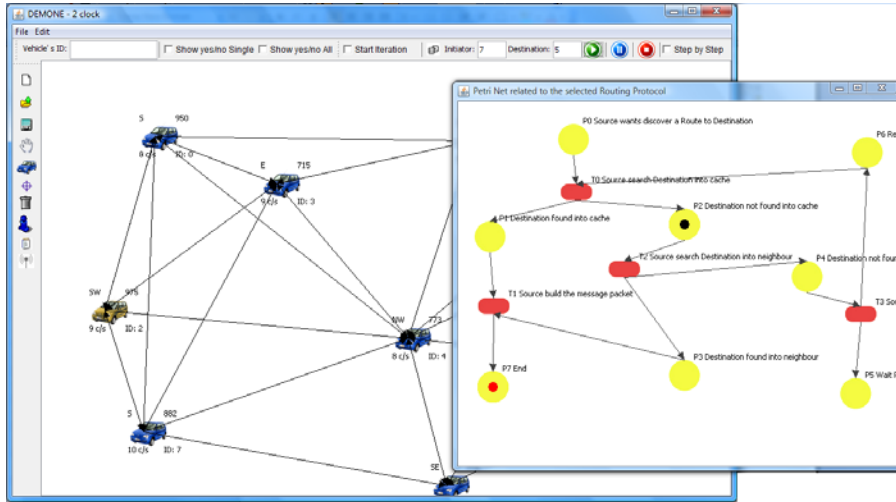 DEMONE - 2 clock
File Edit
Vehicle's ID: Show yes/no Single Show yes/no All Start Iteration Initiator: 7 Destination: 5 Step by Step
S 950
8 c/s ID: 0
E 715
9 c/s ID: 3
SW 975
9 c/s ID: 2
NW 773
8 c/s ID: 4
S 882
10 c/s ID: 7
SE
Petri Net related to the selected Routing Protocol
P0 Source wants discover a Route to Destination
P6 Re
T0 Source search Destination into cache
P1 Destination found into cache
P2 Destination not found into cache
T2 Source search Destination into neighbour
P4 Destination not foun
T1 Source build the message packet
T3 Sou
P3 Destination found into neighbour
P7 End
P5 Wait R